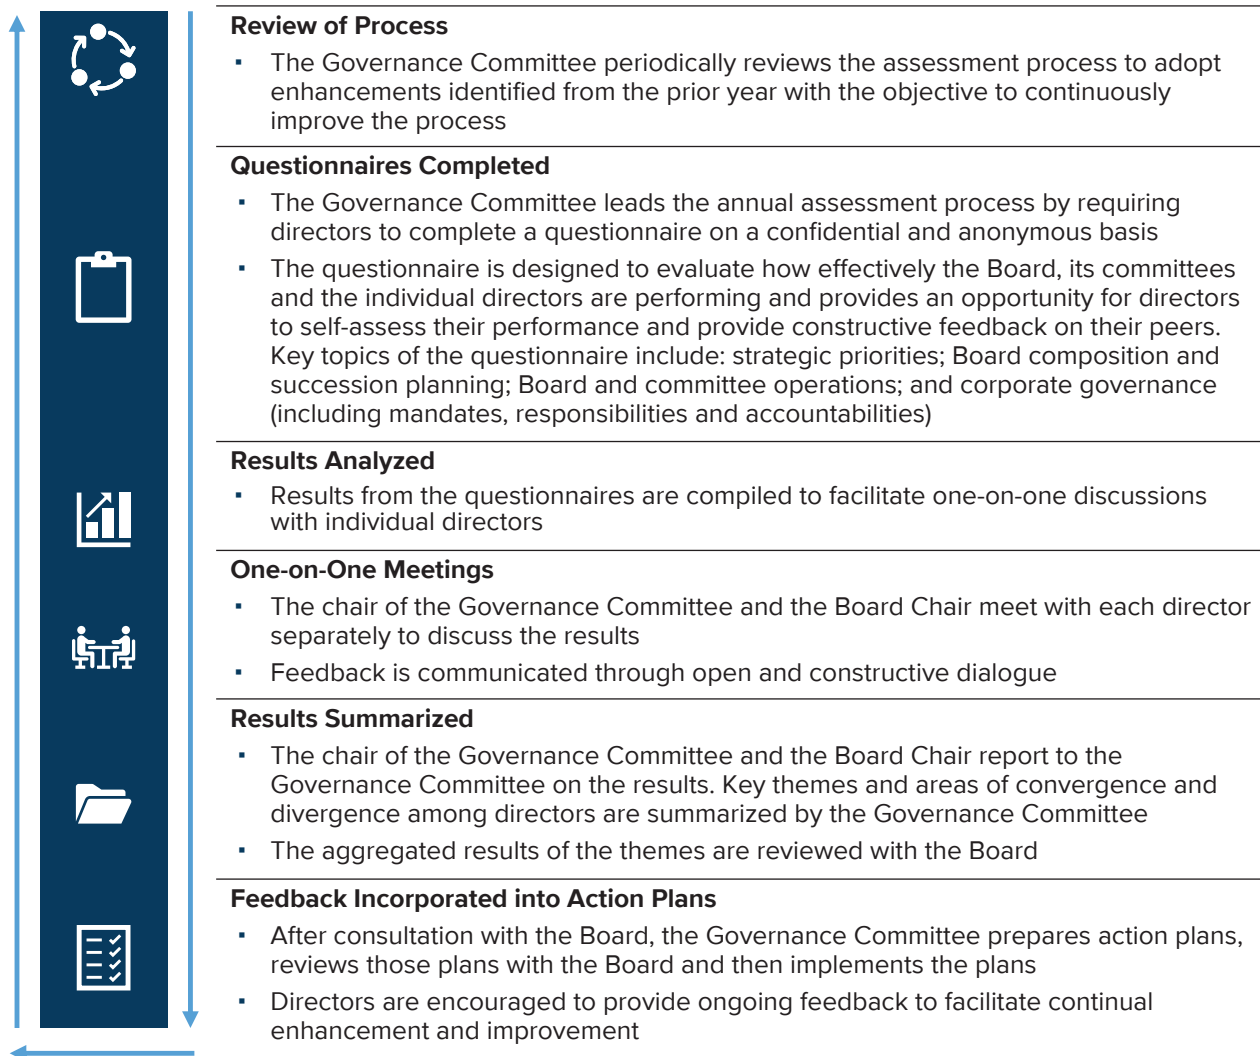 Review of Process
▪ The Governance Committee periodically reviews the assessment process to adopt
enhancements identified from the prior year with the objective to continuously
improve the process
Questionnaires Completed
▪ The Governance Committee leads the annual assessment process by requiring
directors to complete a questionnaire on a confidential and anonymous basis
▪ The questionnaire is designed to evaluate how effectively the Board, its committees
and the individual directors are performing and provides an opportunity for directors
to self-assess their performance and provide constructive feedback on their peers.
Key topics of the questionnaire include: strategic priorities; Board composition and
succession planning; Board and committee operations; and corporate governance
(including mandates, responsibilities and accountabilities)
Results Analyzed
▪ Results from the questionnaires are compiled to facilitate one-on-one discussions
with individual directors
One-on-One Meetings
▪ The chair of the Governance Committee and the Board Chair meet with each director
separately to discuss the results
▪ Feedback is communicated through open and constructive dialogue
Results Summarized
▪ The chair of the Governance Committee and the Board Chair report to the
Governance Committee on the results. Key themes and areas of convergence and
divergence among directors are summarized by the Governance Committee
▪ The aggregated results of the themes are reviewed with the Board
Feedback Incorporated into Action Plans
▪ After consultation with the Board, the Governance Committee prepares action plans,
reviews those plans with the Board and then implements the plans
▪ Directors are encouraged to provide ongoing feedback to facilitate continual
enhancement and improvement